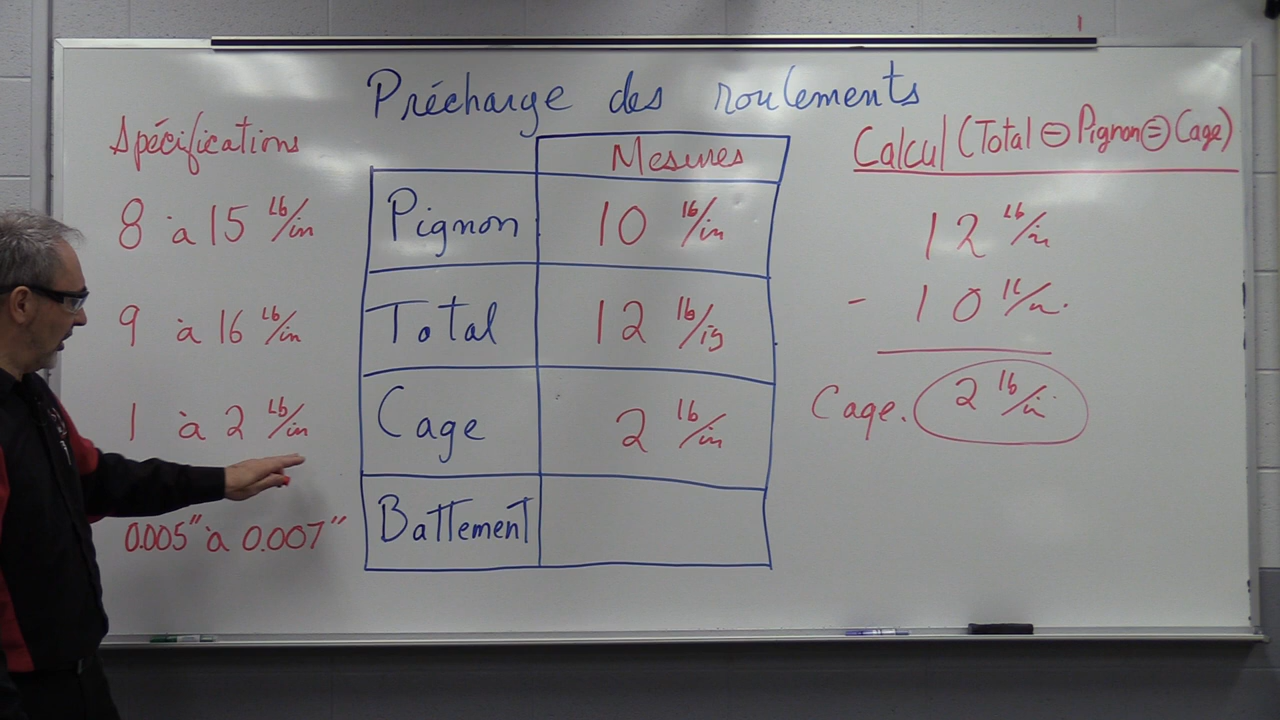 Précharge des roulements
Spécifications
8 à 15 lb/in
9 à 16 lb/in
1 à 2 lb/in
0.005" à 0.007"
Mesures
Pignon 10 lb/in
Total 12 lb/in
Cage 2 lb/in
Battement
Calcul (Total - Pignon = Cage)
12 lb/in
- 10 lb/in.
Cage. 2 lb/in